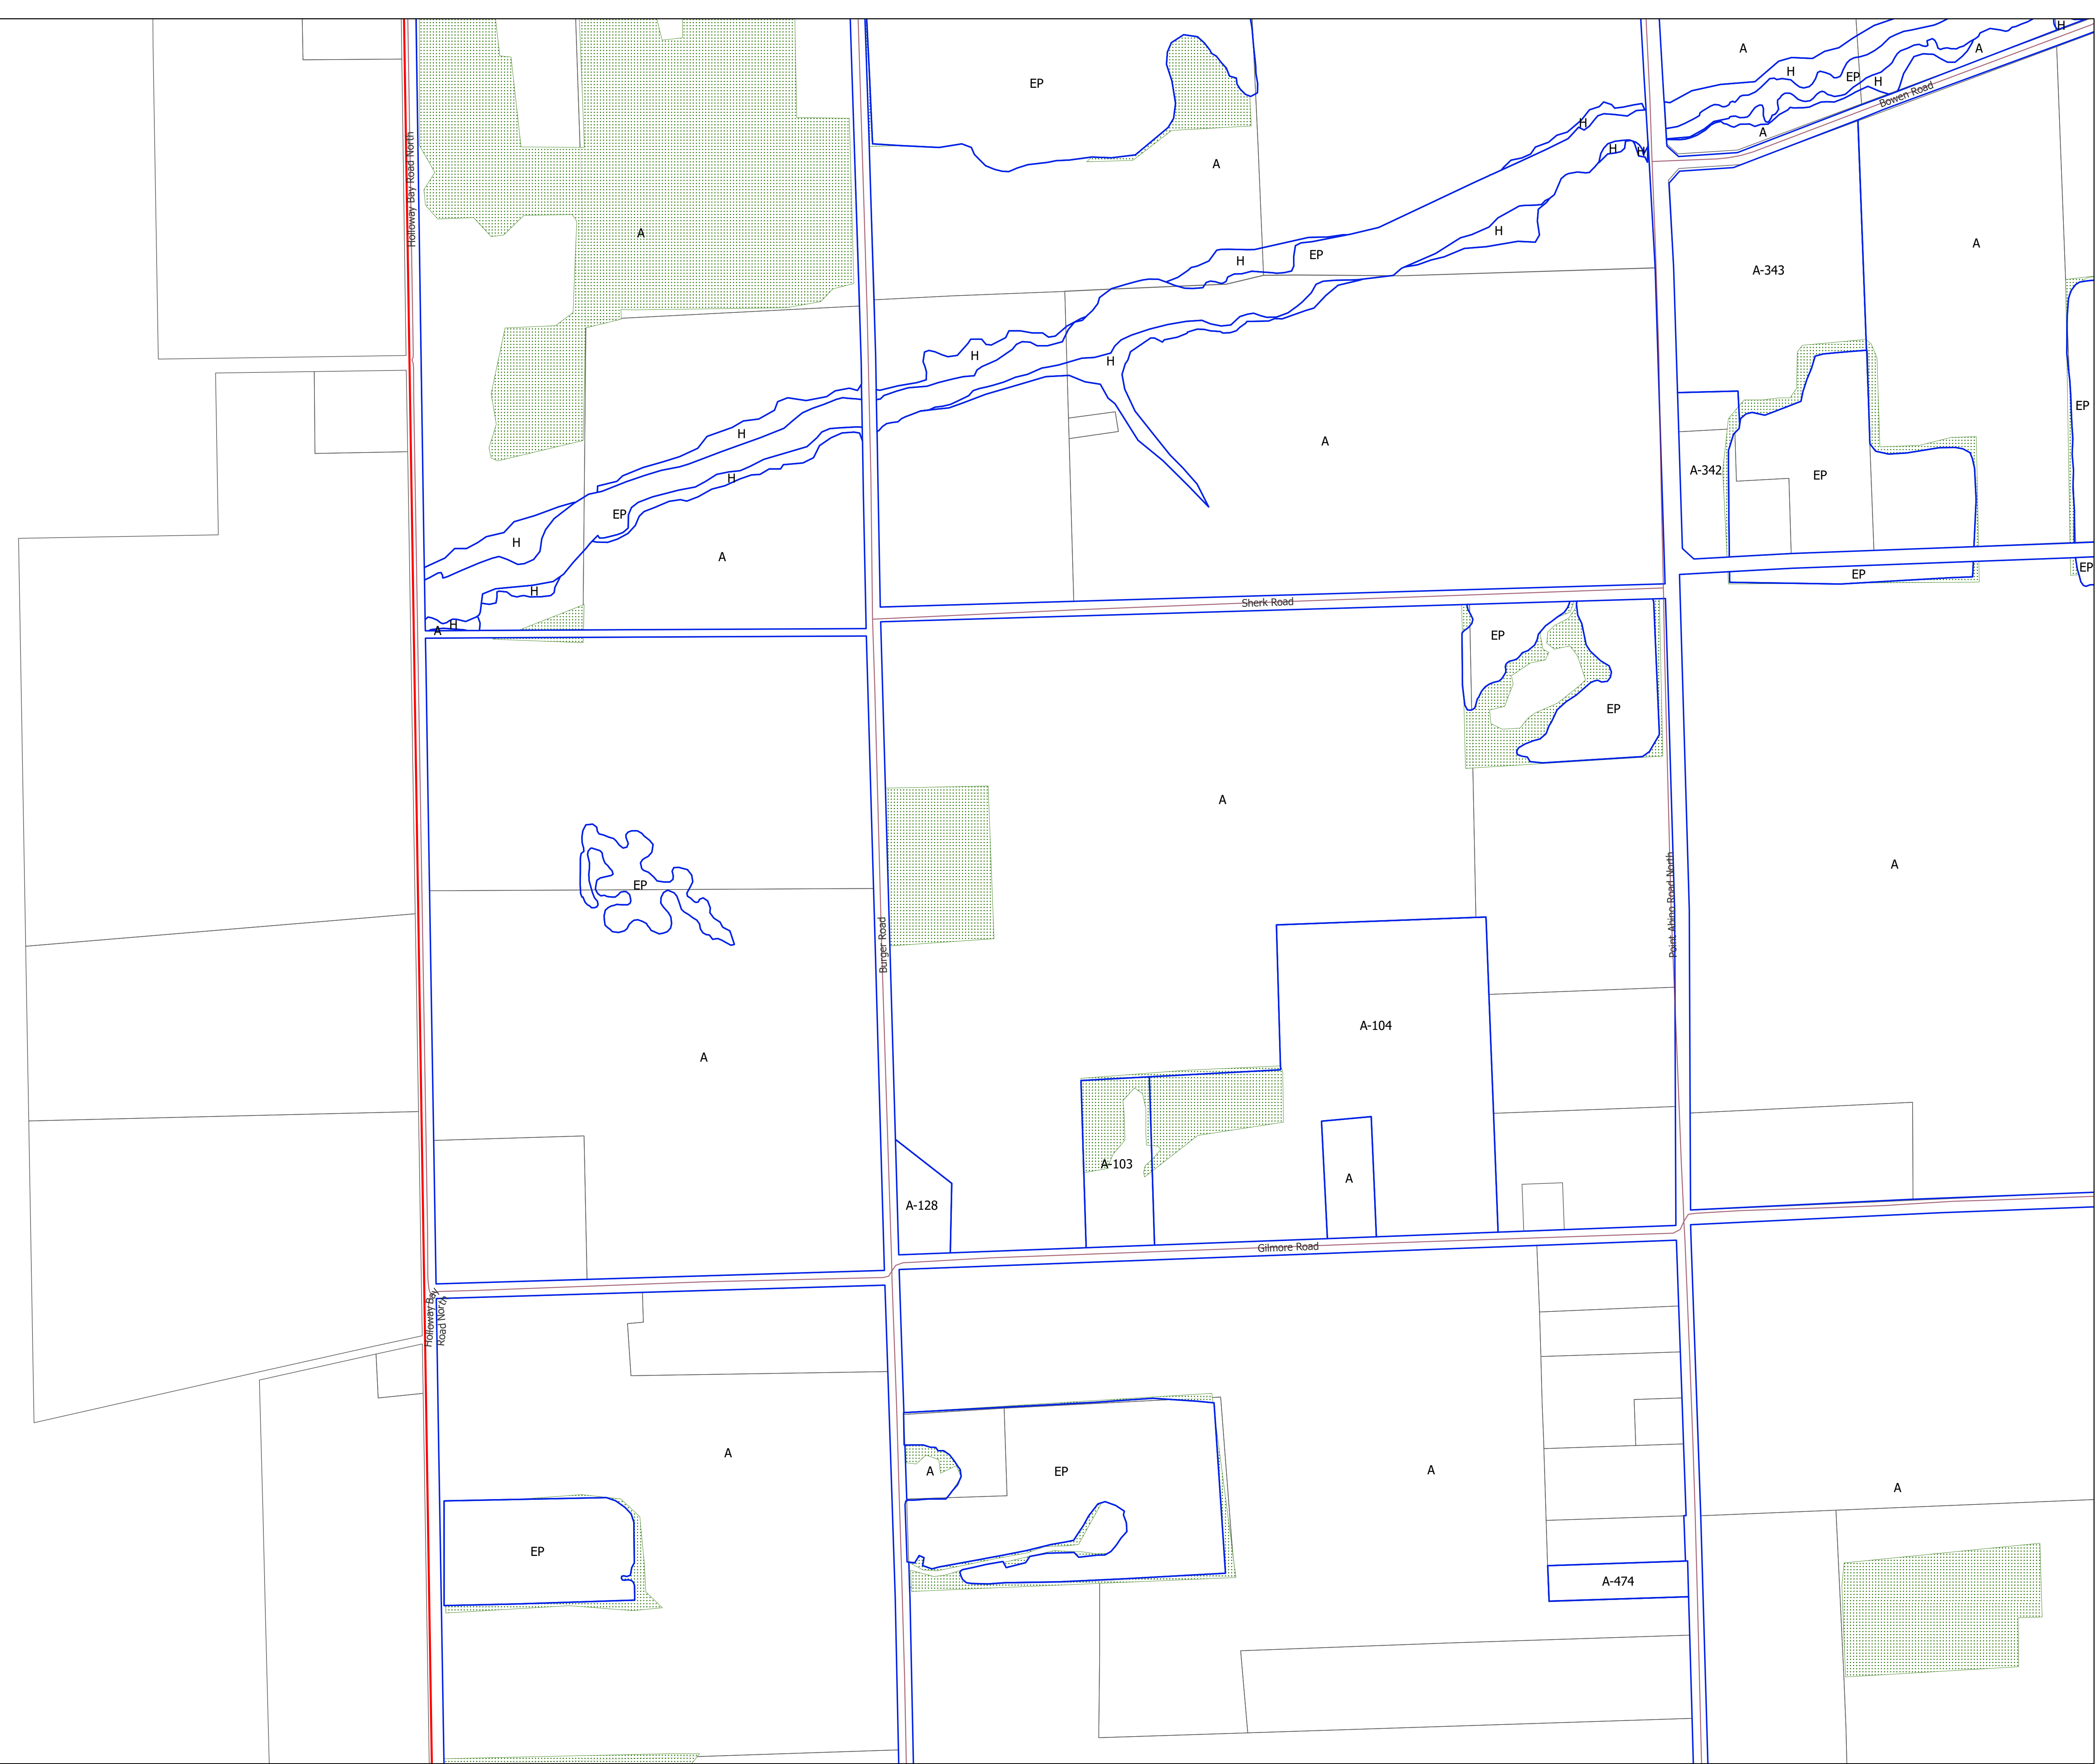 H
A
A
H
EP
H
EP
Bowen Road
H
A
Holloway Bay Road North
H
H
A
H
A
A
EP
H
A-343
H
H
EP
H
A
A-342
EP
H
H
EP
H
A
EP
EP
H
Sherk Road
H
A
EP
EP
A
A
EP
Point Abino Road North
Burger Road
A-104
A
A-103
A
A-128
Gilmore Road
Holloway Bay
Road North
A
A
EP
A
A
EP
A-474